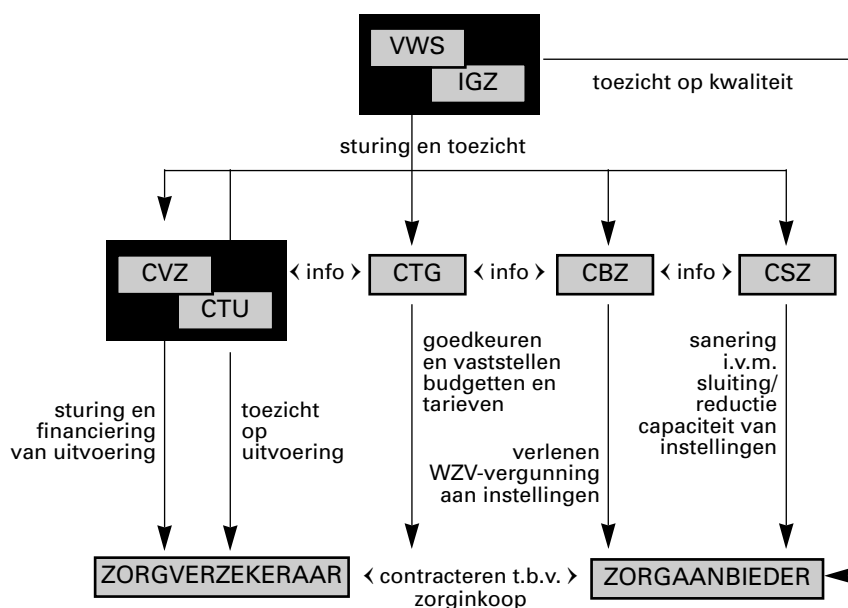 VWS
IGZ
toezicht op kwaliteit
sturing en toezicht
CVZ
CTU
< info >
CTG
< info >
CBZ
< info >
CSZ
goedkeuren
en vaststellen
budgetten en
tarieven
sanering
i.v.m.
sluiting/
reductie
capaciteit van
instellingen
sturing en
financiering
van uitvoering
toezicht
op
uitvoering
verlenen
WZV-vergunning
aan instellingen
ZORGVERZEKERAAR
< contracteren t.b.v. >
zorginkoop
ZORGAANBIEDER